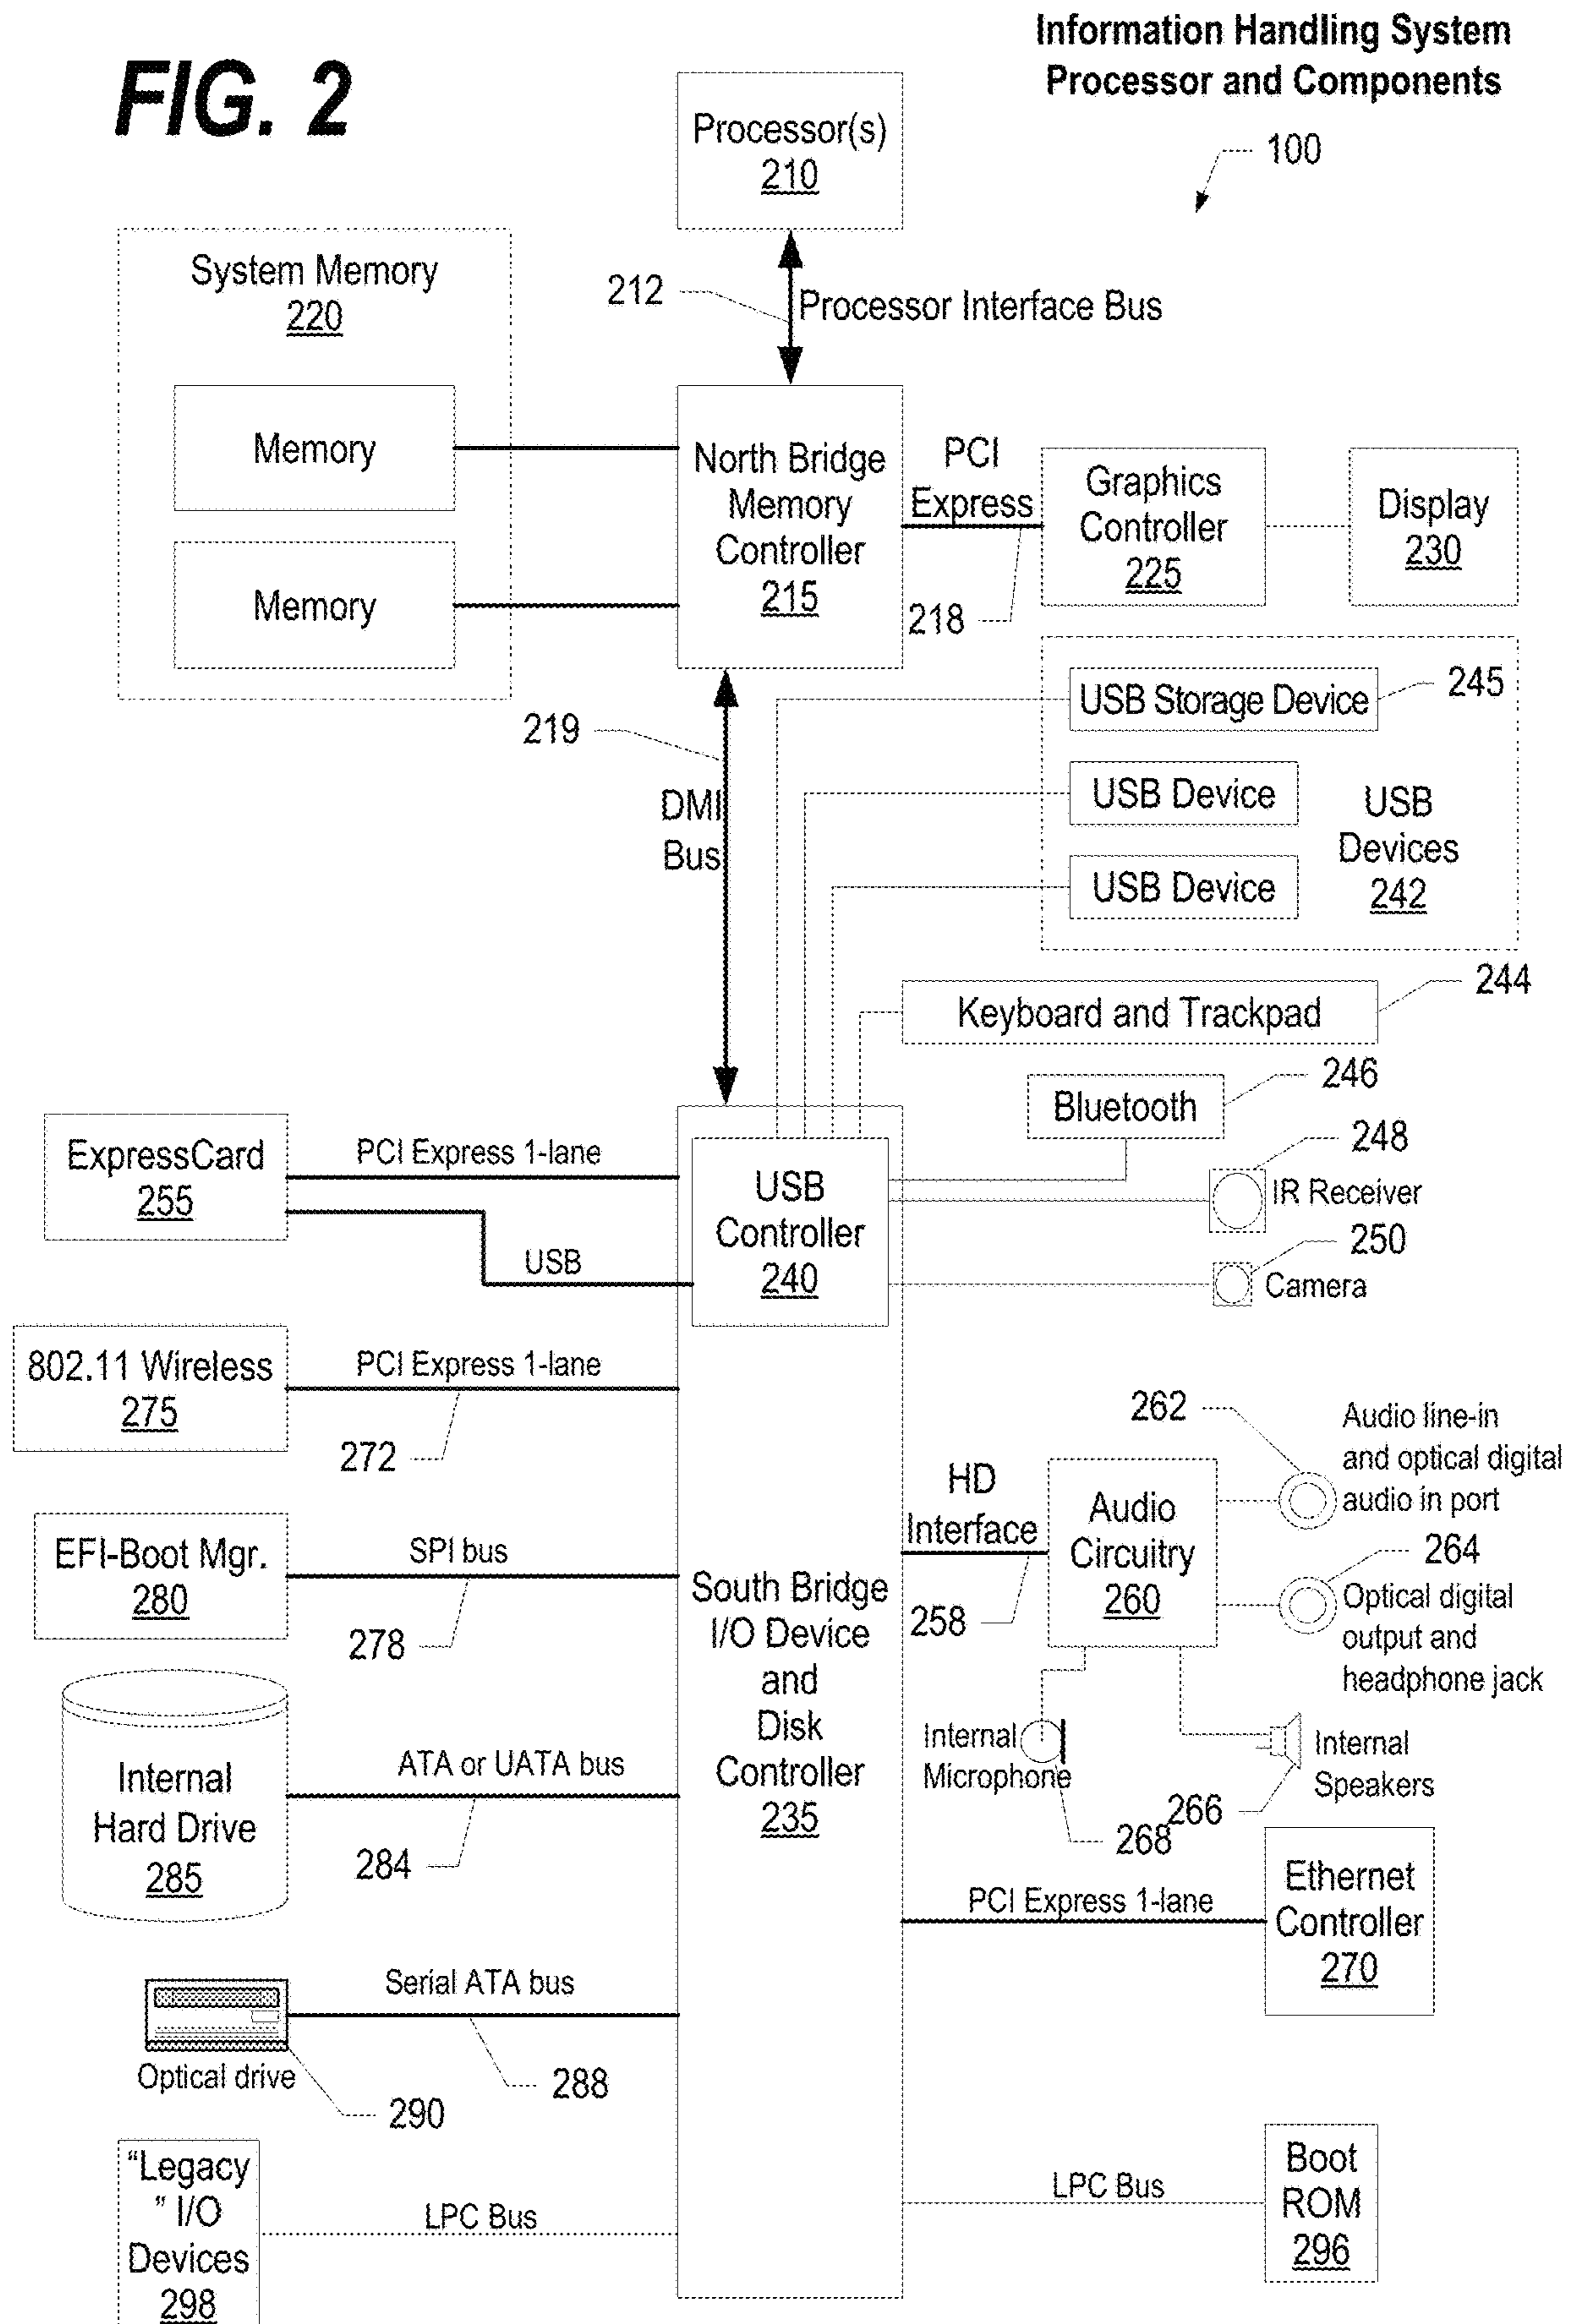 FIG. 2
Information Handling System
Processor and Components
100
Processor(s)
210
212
Processor Interface Bus
System Memory
220
Memory
Memory
North Bridge
Memory
Controller
215
PCI
Express
218
Graphics
Controller
225
Display
230
219
DMI
Bus
USB Storage Device
245
USB Device
USB Device
USB
Devices
242
Keyboard and Trackpad
244
Bluetooth
246
248
IR Receiver
250
Camera
ExpressCard
255
PCI Express 1-lane
USB
USB
Controller
240
802.11 Wireless
275
PCI Express 1-lane
272
EFI-Boot Mgr.
280
SPI bus
278
Internal
Hard Drive
285
ATA or UATA bus
284
South Bridge
I/O Device
and
Disk
Controller
235
HD
Interface
258
Audio
Circuitry
260
262
Audio line-in
and optical digital
audio in port
264
Optical digital
output and
headphone jack
Internal
Microphone
268
266
Internal
Speakers
PCI Express 1-lane
Ethernet
Controller
270
Serial ATA bus
288
Optical drive
290
“Legacy
” I/O
Devices
298
LPC Bus
LPC Bus
Boot
ROM
296